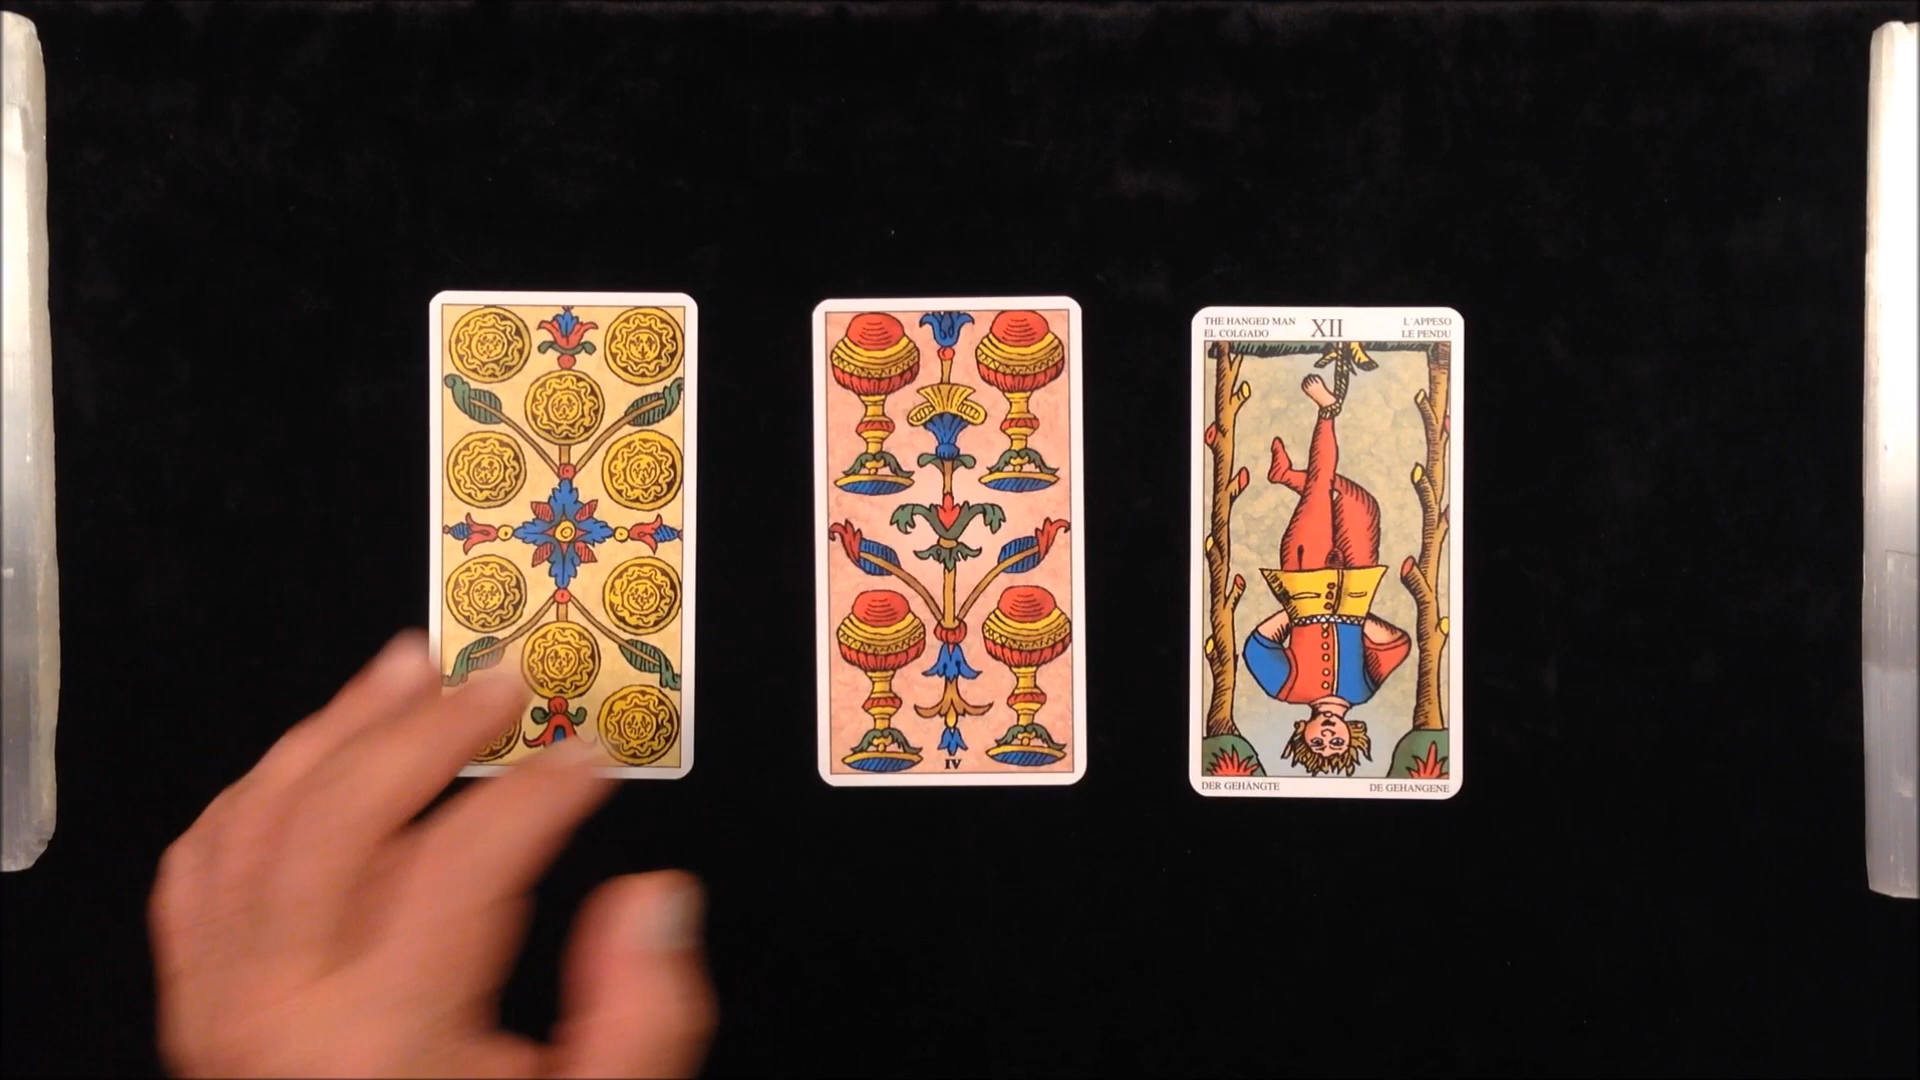 IV
THE HANGED MAN XII L'APPESO
EL COLGADO LE PENDU
DER GEHÄNGTE DE GEHANGENE